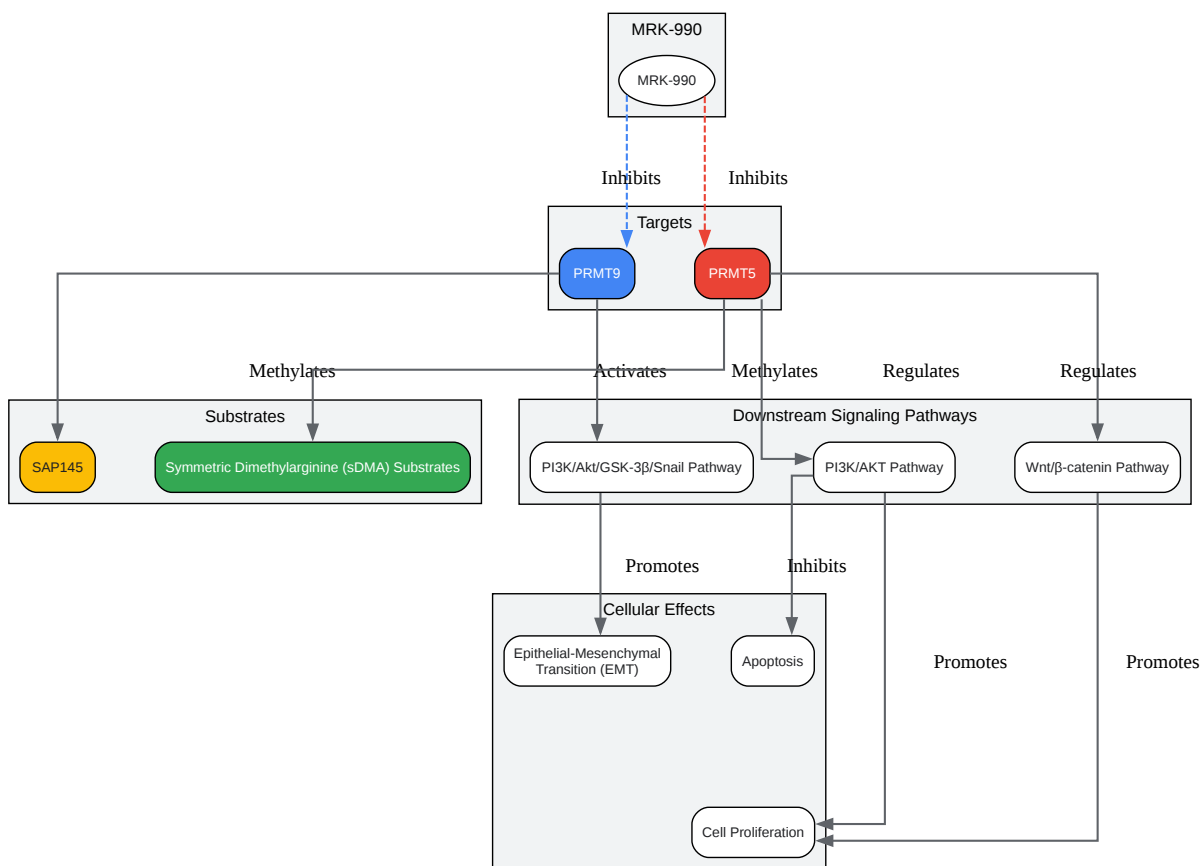 MRK-990
MRK-990
Inhibits
Inhibits
Targets
PRMT9
PRMT5
Methylates
Activates
Methylates
Regulates
Regulates
Substrates
Downstream Signaling Pathways
SAP145
Symmetric Dimethylarginine (sDMA) Substrates
PI3K/Akt/GSK-3β/Snail Pathway
PI3K/AKT Pathway
Wnt/β-catenin Pathway
Promotes
Inhibits
Cellular Effects
Epithelial-Mesenchymal
Transition (EMT)
Apoptosis
Promotes
Promotes
Cell Proliferation